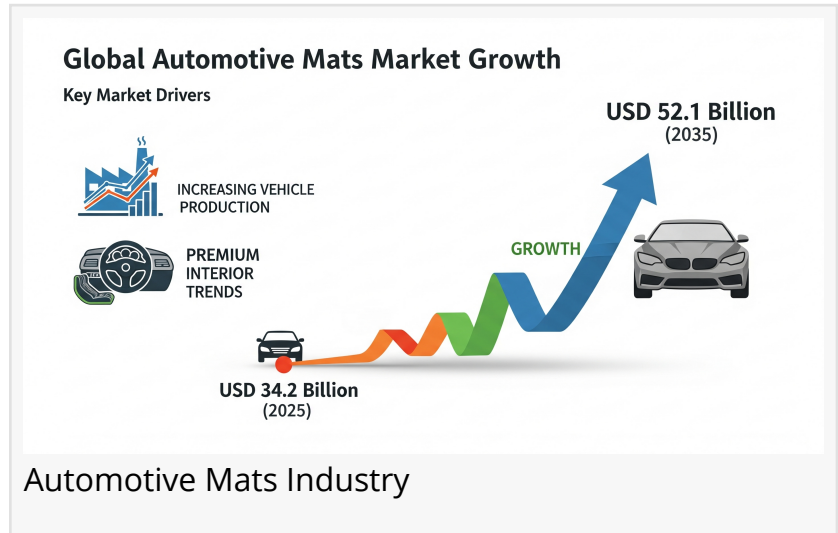 Global Automotive Mats Market Growth
Key Market Drivers
INCREASING VEHICLE
PRODUCTION
PREMIUM
INTERIOR
TRENDS
USD 34.2 Billion
(2025)
GROWTH
USD 52.1 Billion
(2035)
Automotive Mats Industry